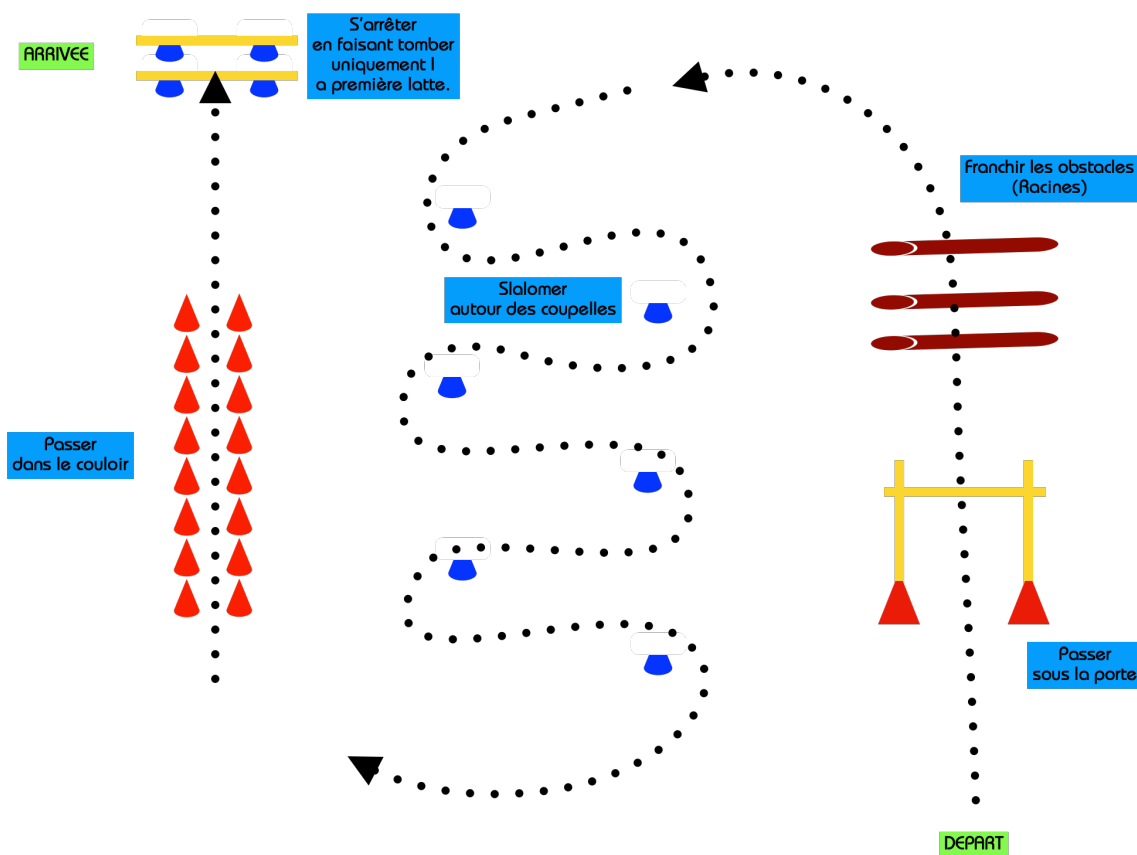 ARRIVEE
S'arrêter
en faisant tomber
uniquement l
a première latte.
Franchir les obstacles
(Racines)
Slalomer
autour des coupelles
Passer
dans le couloir
Passer
sous la porte
DEPART